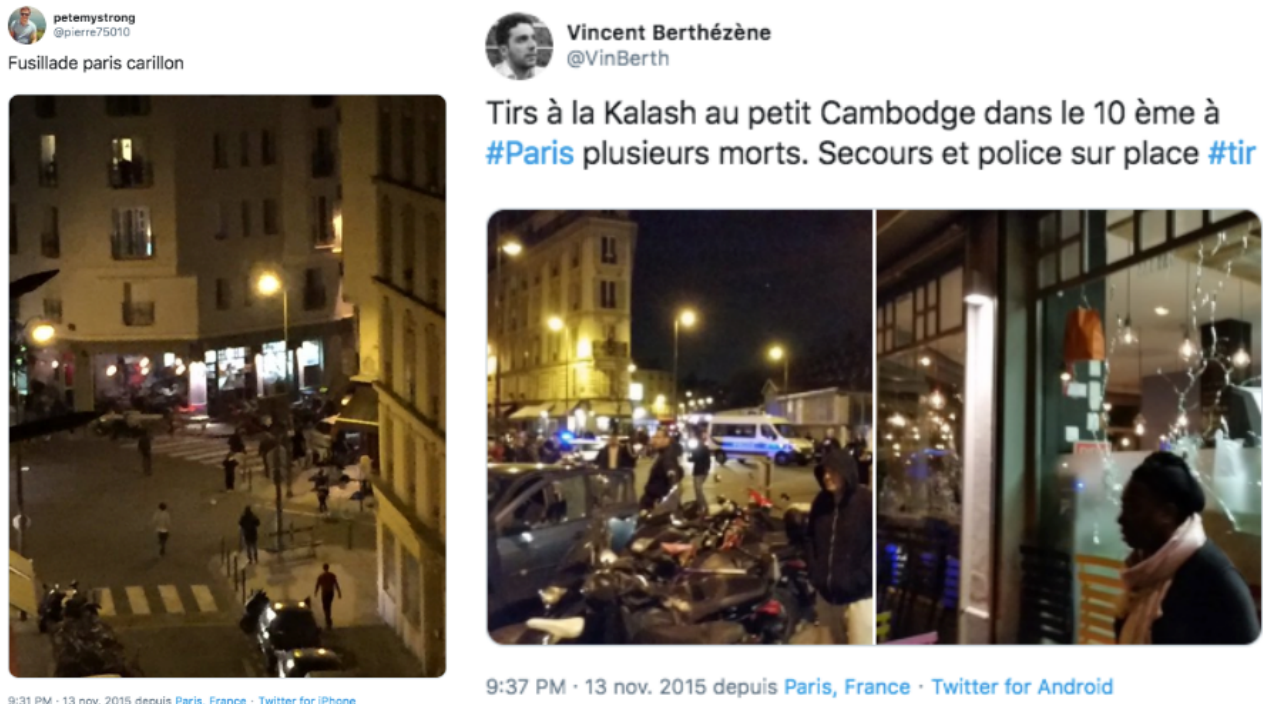 petemystrong
@pierre75010
Fusillade paris carillon
9:31 PM · 13 nov. 2015 depuis Paris, France · Twitter for iPhone
Vincent Berthézène
@VinBerth
Tirs à la Kalash au petit Cambodge dans le 10 ème à
#Paris plusieurs morts. Secours et police sur place #tir
9:37 PM · 13 nov. 2015 depuis Paris, France · Twitter for Android